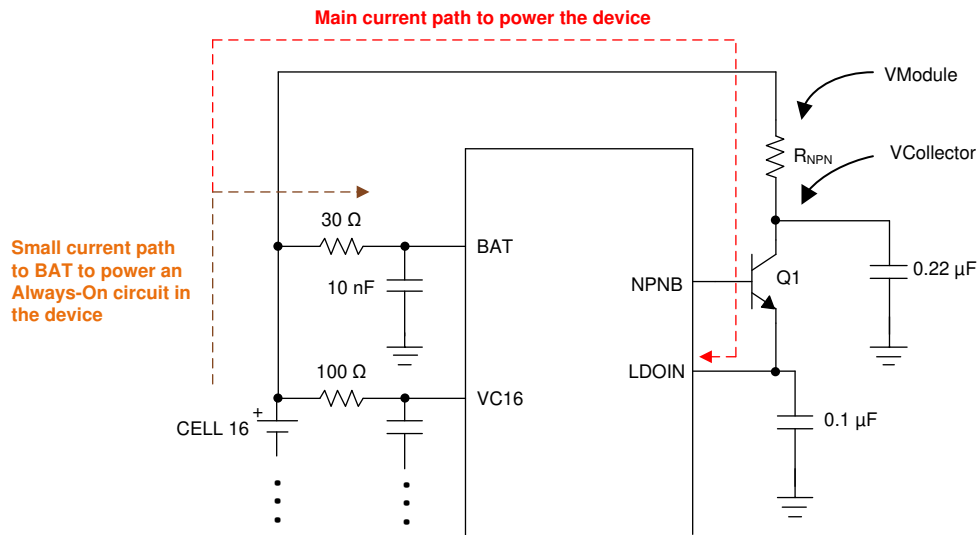 Main current path to power the device
VModule
R_NPN
VCollector
30 Ω
BAT
Small current path
to BAT to power an
Always-On circuit in
the device
10 nF
NPNB
Q1
0.22 µF
100 Ω
LDOIN
VC16
+
CELL 16
0.1 µF